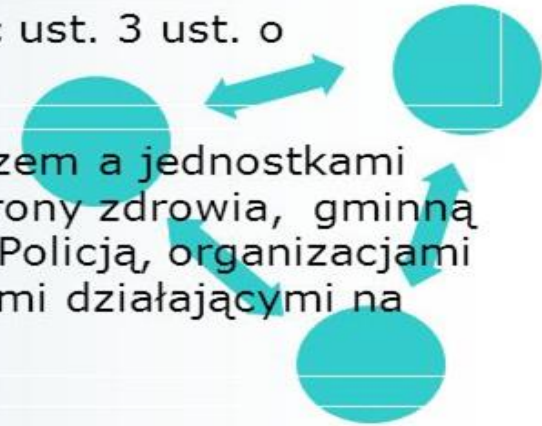 ust. 3 ust. o
zem a jednostkami
rony zdrowia, gminną
Policją, organizacjami
mi działającymi na